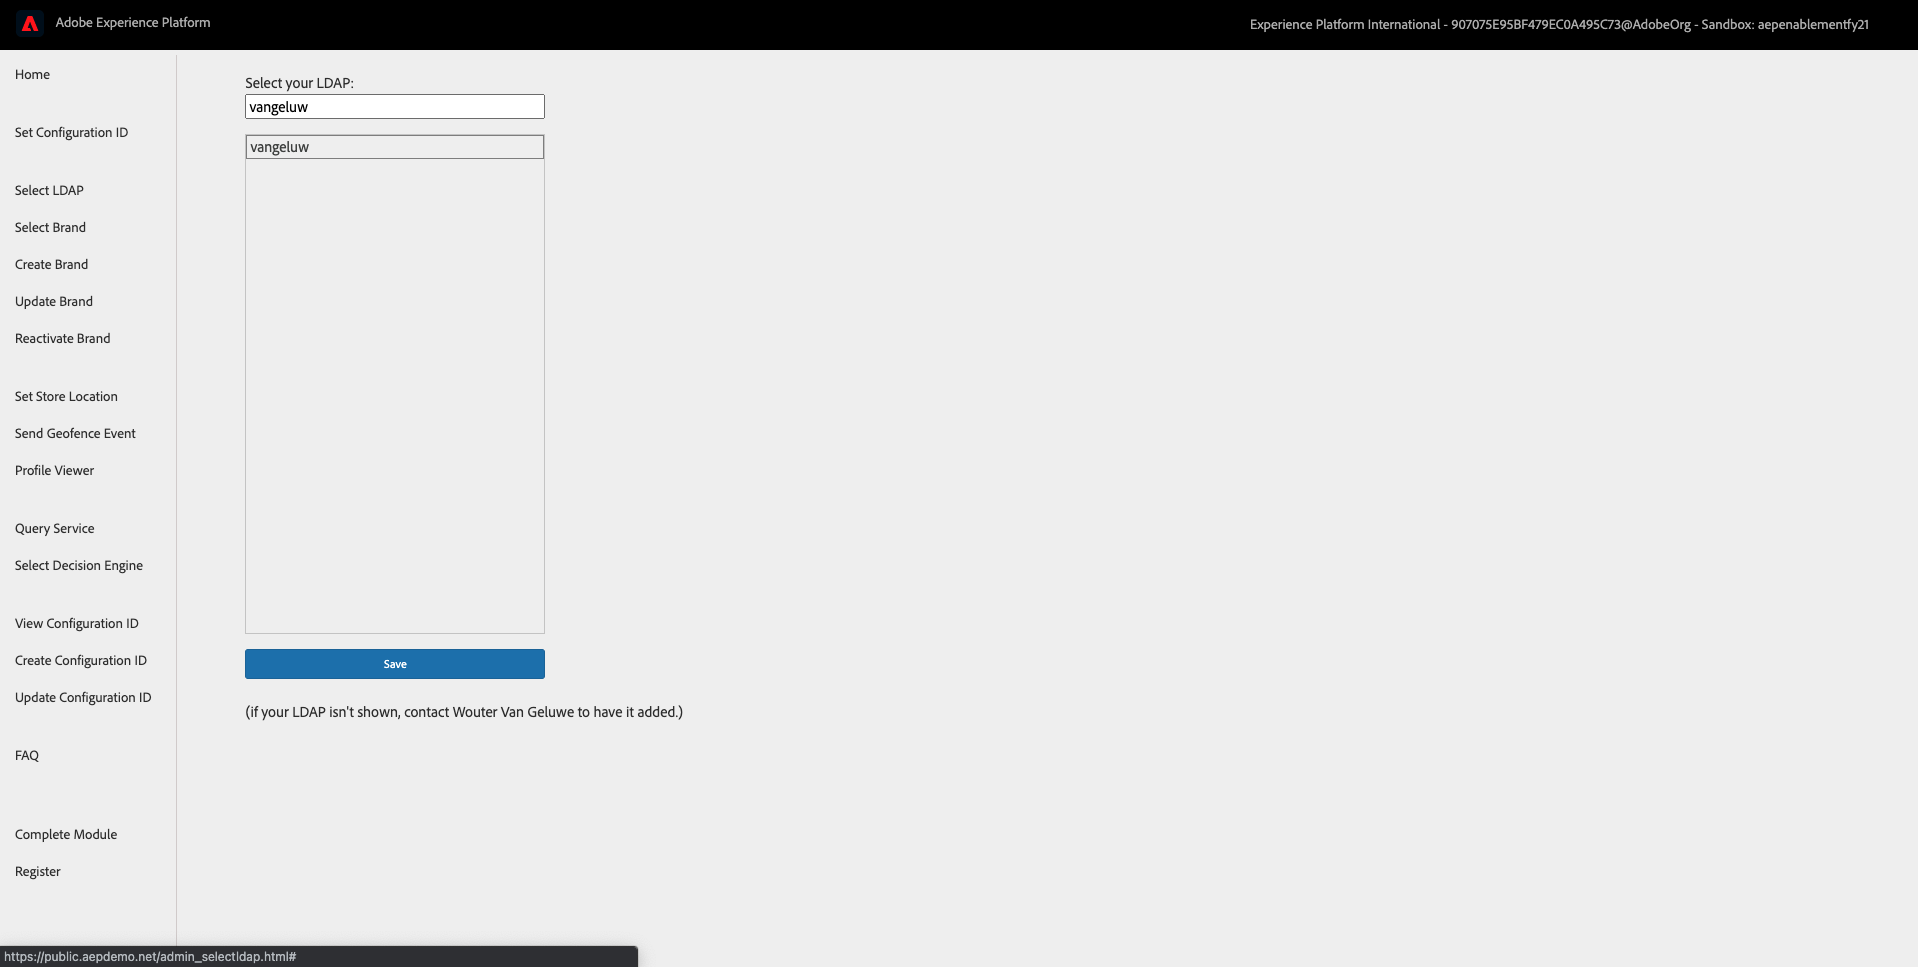 Adobe Experience Platform
Experience Platform International - 907075E95BF479EC0A495C73@AdobeOrg - Sandbox: aepenablementfy21
Home
Set Configuration ID
Select LDAP
Select Brand
Create Brand
Update Brand
Reactivate Brand
Set Store Location
Send Geofence Event
Profile Viewer
Query Service
Select Decision Engine
View Configuration ID
Create Configuration ID
Update Configuration ID
FAQ
Complete Module
Register
Select your LDAP:
vangeluw
vangeluw
Save
(if your LDAP isn't shown, contact Wouter Van Geluwe to have it added.)
https://public.aepdemo.net/admin_selectldap.html#